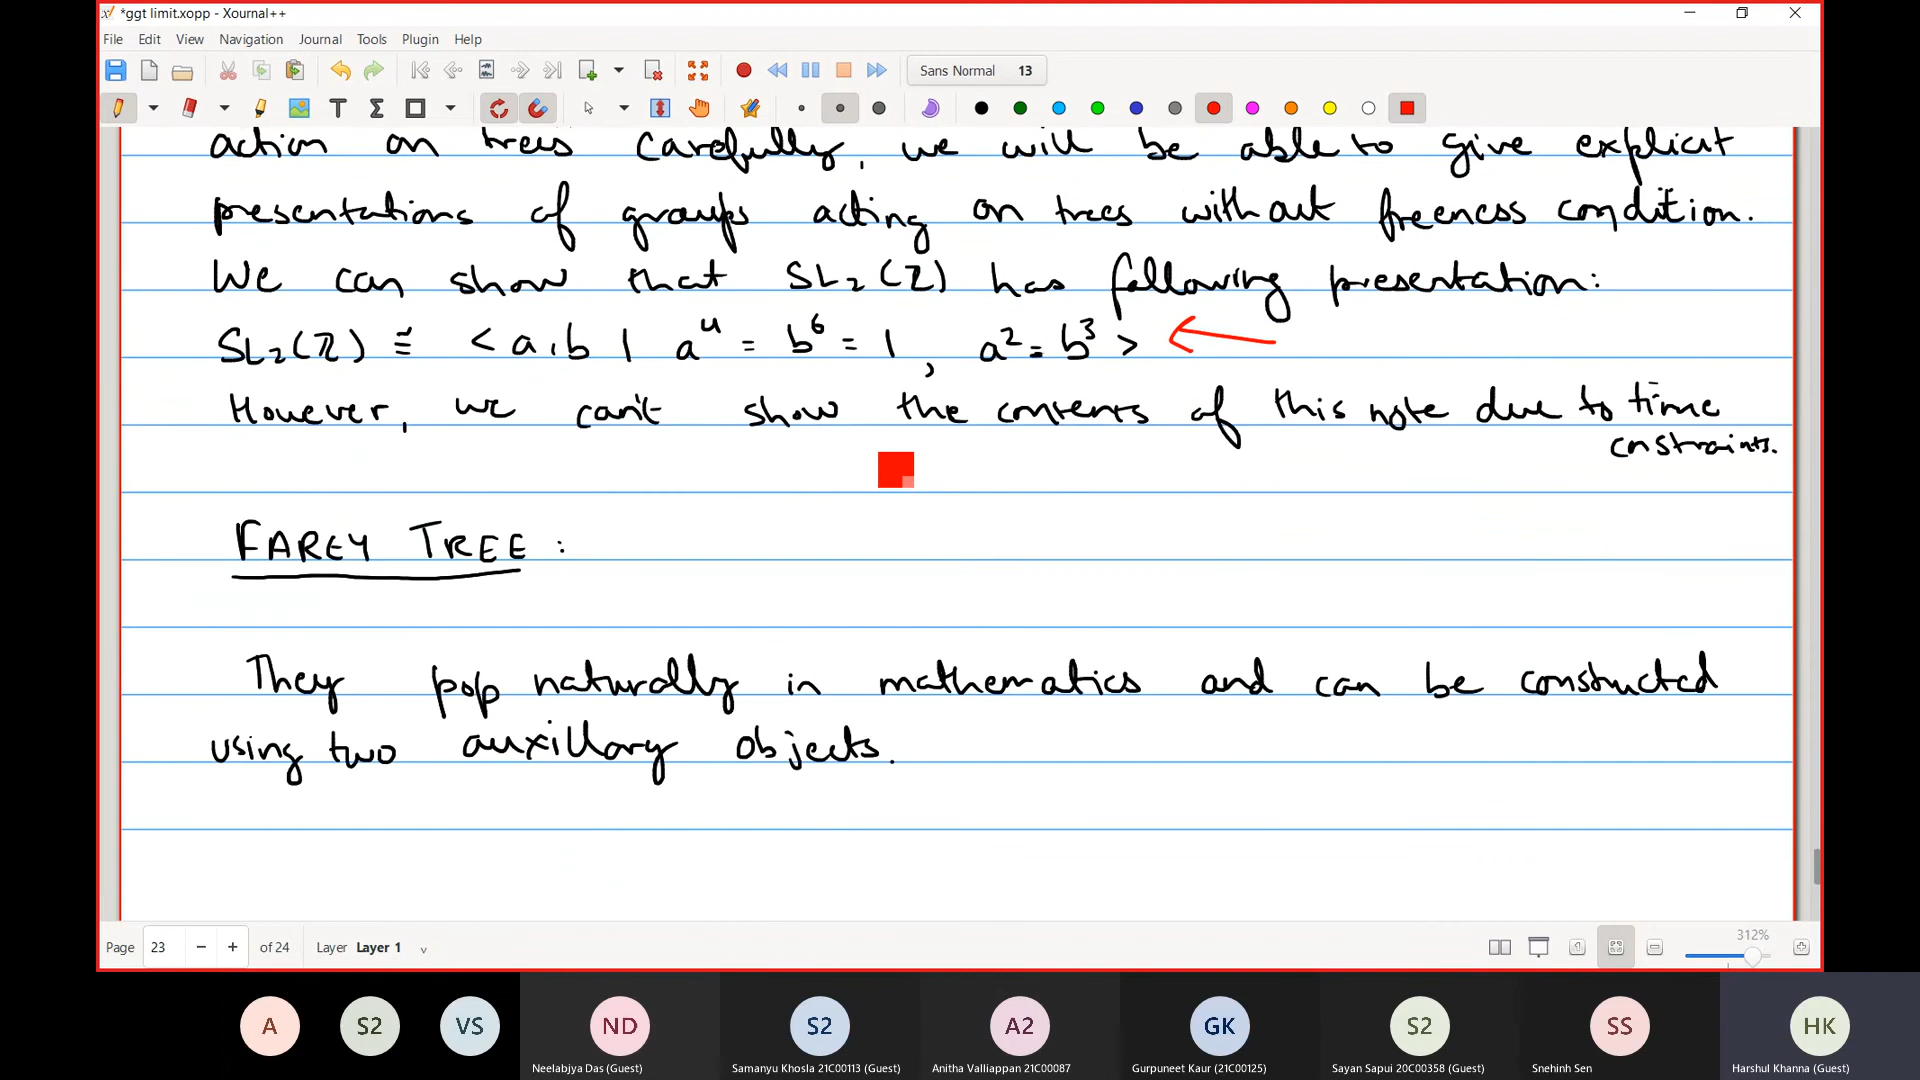 *ggt limit.xopp - Xournal++
File Edit View Navigation Journal Tools Plugin Help
Sans Normal 13
action on trees carefully, we will be able to give explicit
presentations of groups acting on trees without freeness condition.
We can show that SL₂(ℤ) has following presentation:
SL₂(ℤ) ≅ < a, b | a⁴ = b⁶ = 1, a² = b³ >
However, we can't show the contents of this note due to time
constraints.
FAREY TREE :
They pop naturally in mathematics and can be constructed
using two auxillary objects.
Page 23 of 24 Layer Layer 1 312%
A S2 VS ND S2 A2 GK S2 SS HK
Neelabjya Das (Guest) Samanyu Khosla 21C00113 (Guest) Anitha Valliappan 21C00087 Gurpuneet Kaur (21C00125) Sayan Sapui 20C00358 (Guest) Snehinh Sen Harshul Khanna (Guest)